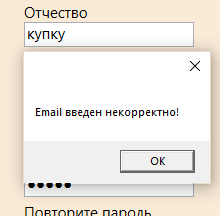 Отчество
купку
Email введен некорректно!
OK
●●●●●
Повторите пароль